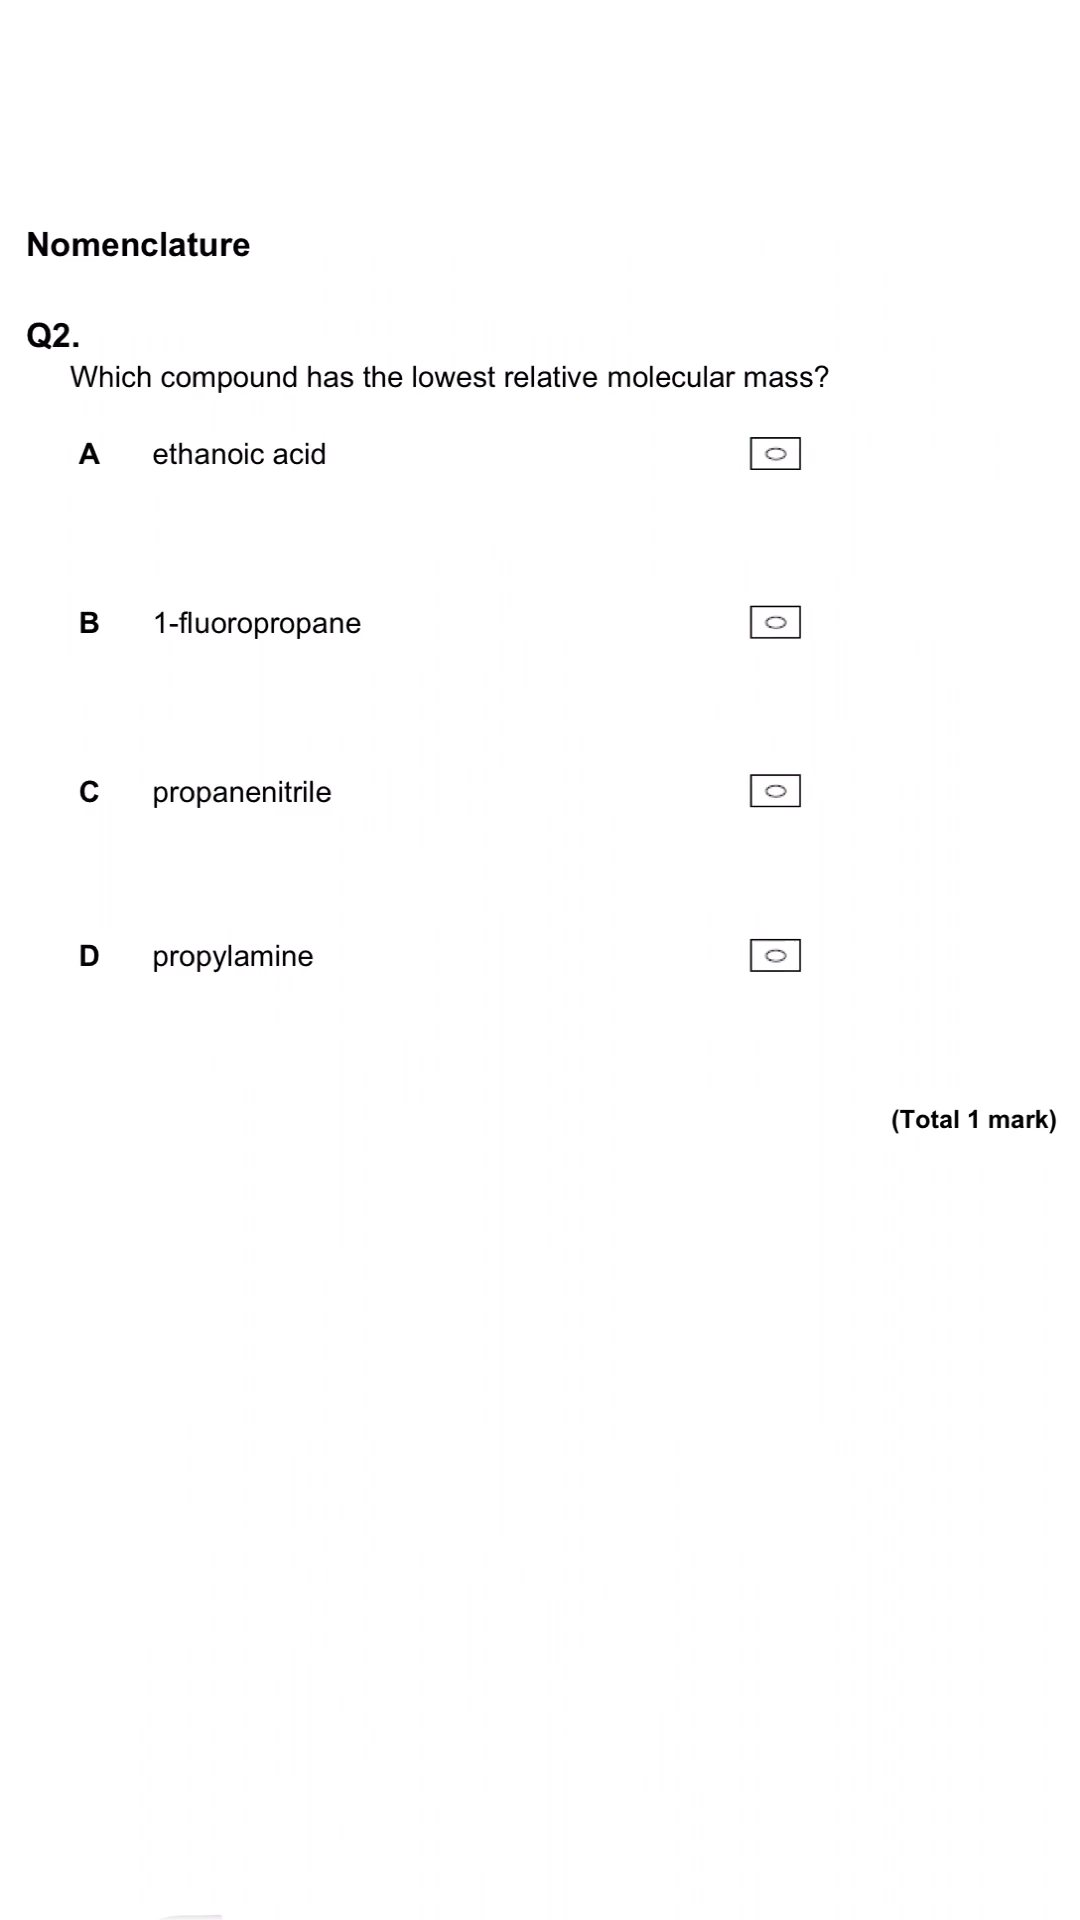 Nomenclature
Q2.
Which compound has the lowest relative molecular mass?
A ethanoic acid
B 1-fluoropropane
C propanenitrile
D propylamine
(Total 1 mark)